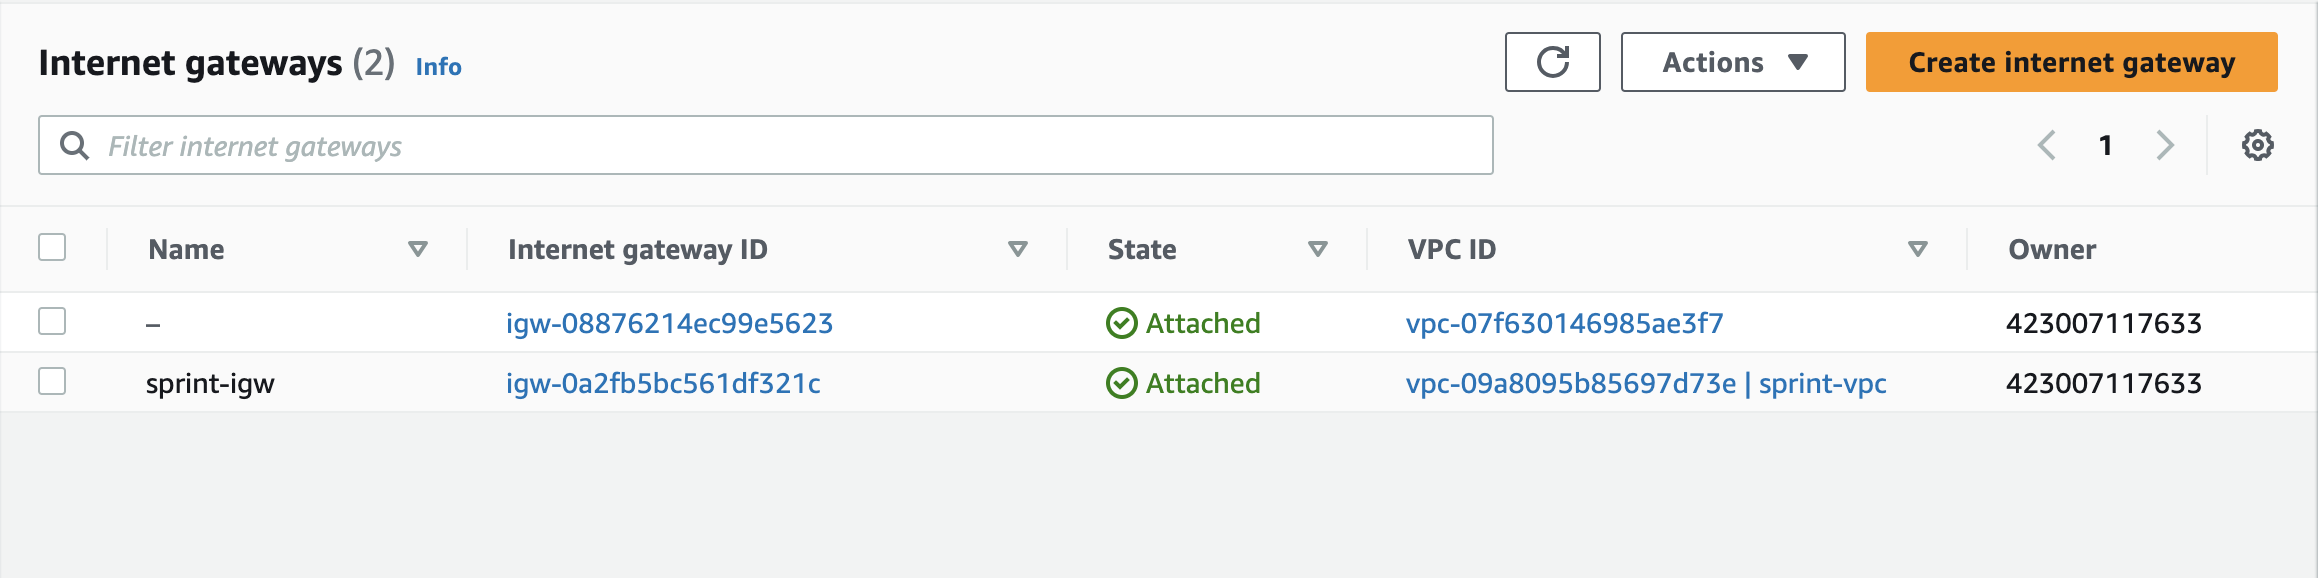 Internet gateways (2) Info
Actions
Create internet gateway
Filter internet gateways
1
Name Internet gateway ID State VPC ID Owner
– igw-08876214ec99e5623 Attached vpc-07f630146985ae3f7 423007117633
sprint-igw igw-0a2fb5bc561df321c Attached vpc-09a8095b85697d73e | sprint-vpc 423007117633